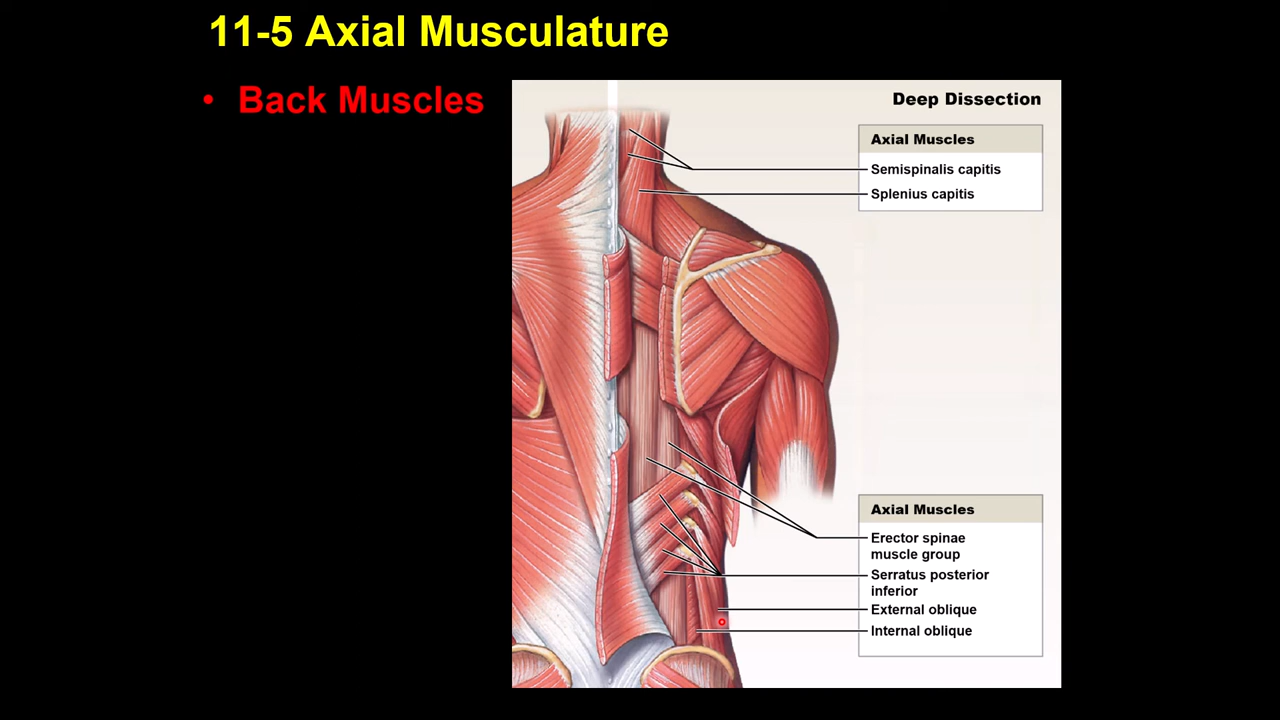 11-5 Axial Musculature
• Back Muscles
Deep Dissection
Axial Muscles
Semispinalis capitis
Splenius capitis
Axial Muscles
Erector spinae
muscle group
Serratus posterior
inferior
External oblique
Internal oblique